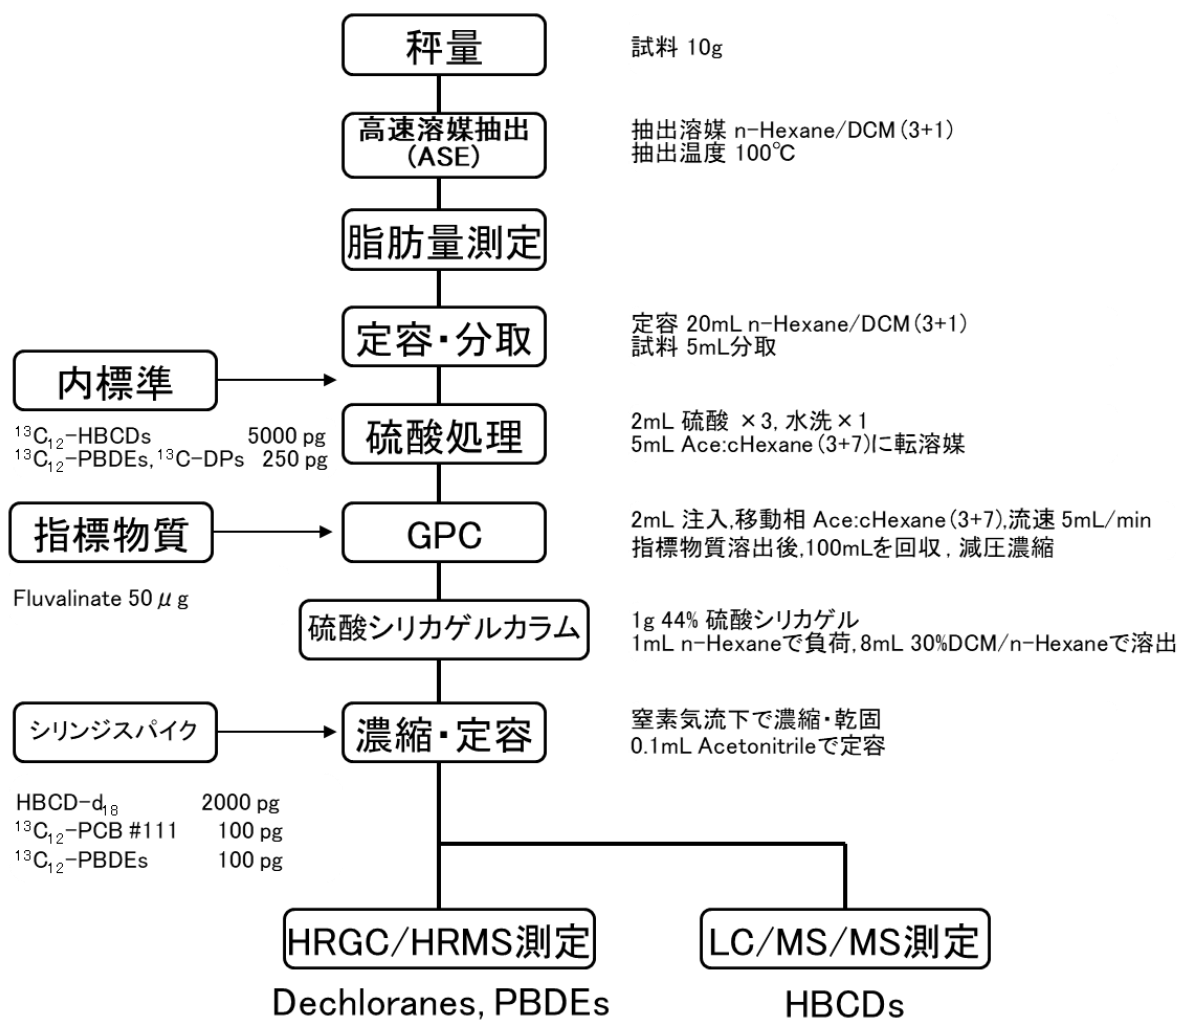 秤量
試料 10g
高速溶媒抽出
(ASE)
抽出溶媒 n-Hexane/DCM(3+1)
抽出温度 100℃
脂肪量測定
定容・分取
定容 20mL n-Hexane/DCM(3+1)
試料 5mL分取
内標準
¹³C₁₂-HBCDs 5000 pg
¹³C₁₂-PBDEs, ¹³C-DPs 250 pg
硫酸処理
2mL 硫酸 ×3, 水洗×1
5mL Ace:cHexane(3+7)に転溶媒
指標物質
Fluvalinate 50μg
GPC
2mL 注入,移動相 Ace:cHexane(3+7),流速 5mL/min
指標物質溶出後,100mLを回収, 減圧濃縮
硫酸シリカゲルカラム
1g 44% 硫酸シリカゲル
1mL n-Hexaneで負荷,8mL 30%DCM/n-Hexaneで溶出
シリンジスパイク
HBCD-d₁₈ 2000 pg
¹³C₁₂-PCB #111 100 pg
¹³C₁₂-PBDEs 100 pg
濃縮・定容
窒素気流下で濃縮・乾固
0.1mL Acetonitrileで定容
HRGC/HRMS測定
Dechloranes, PBDEs
LC/MS/MS測定
HBCDs